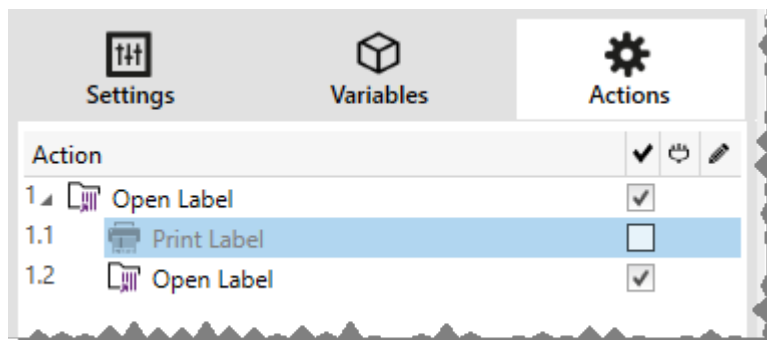 Settings Variables Actions
Action
1 Open Label
1.1 Print Label
1.2 Open Label